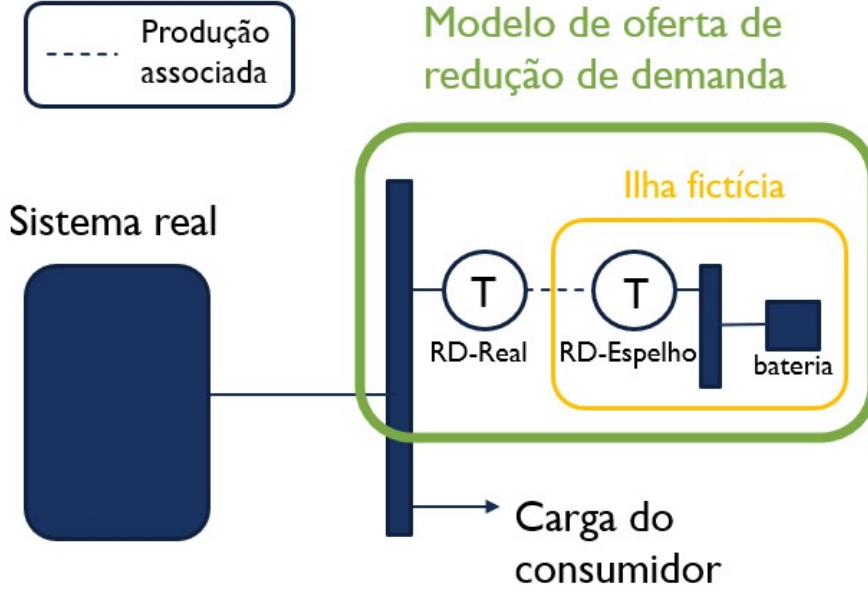 Produção
associada
Modelo de oferta de
redução de demanda
Ilha fictícia
Sistema real
T
T
RD-Real
RD-Espelho
bateria
Carga do
consumidor